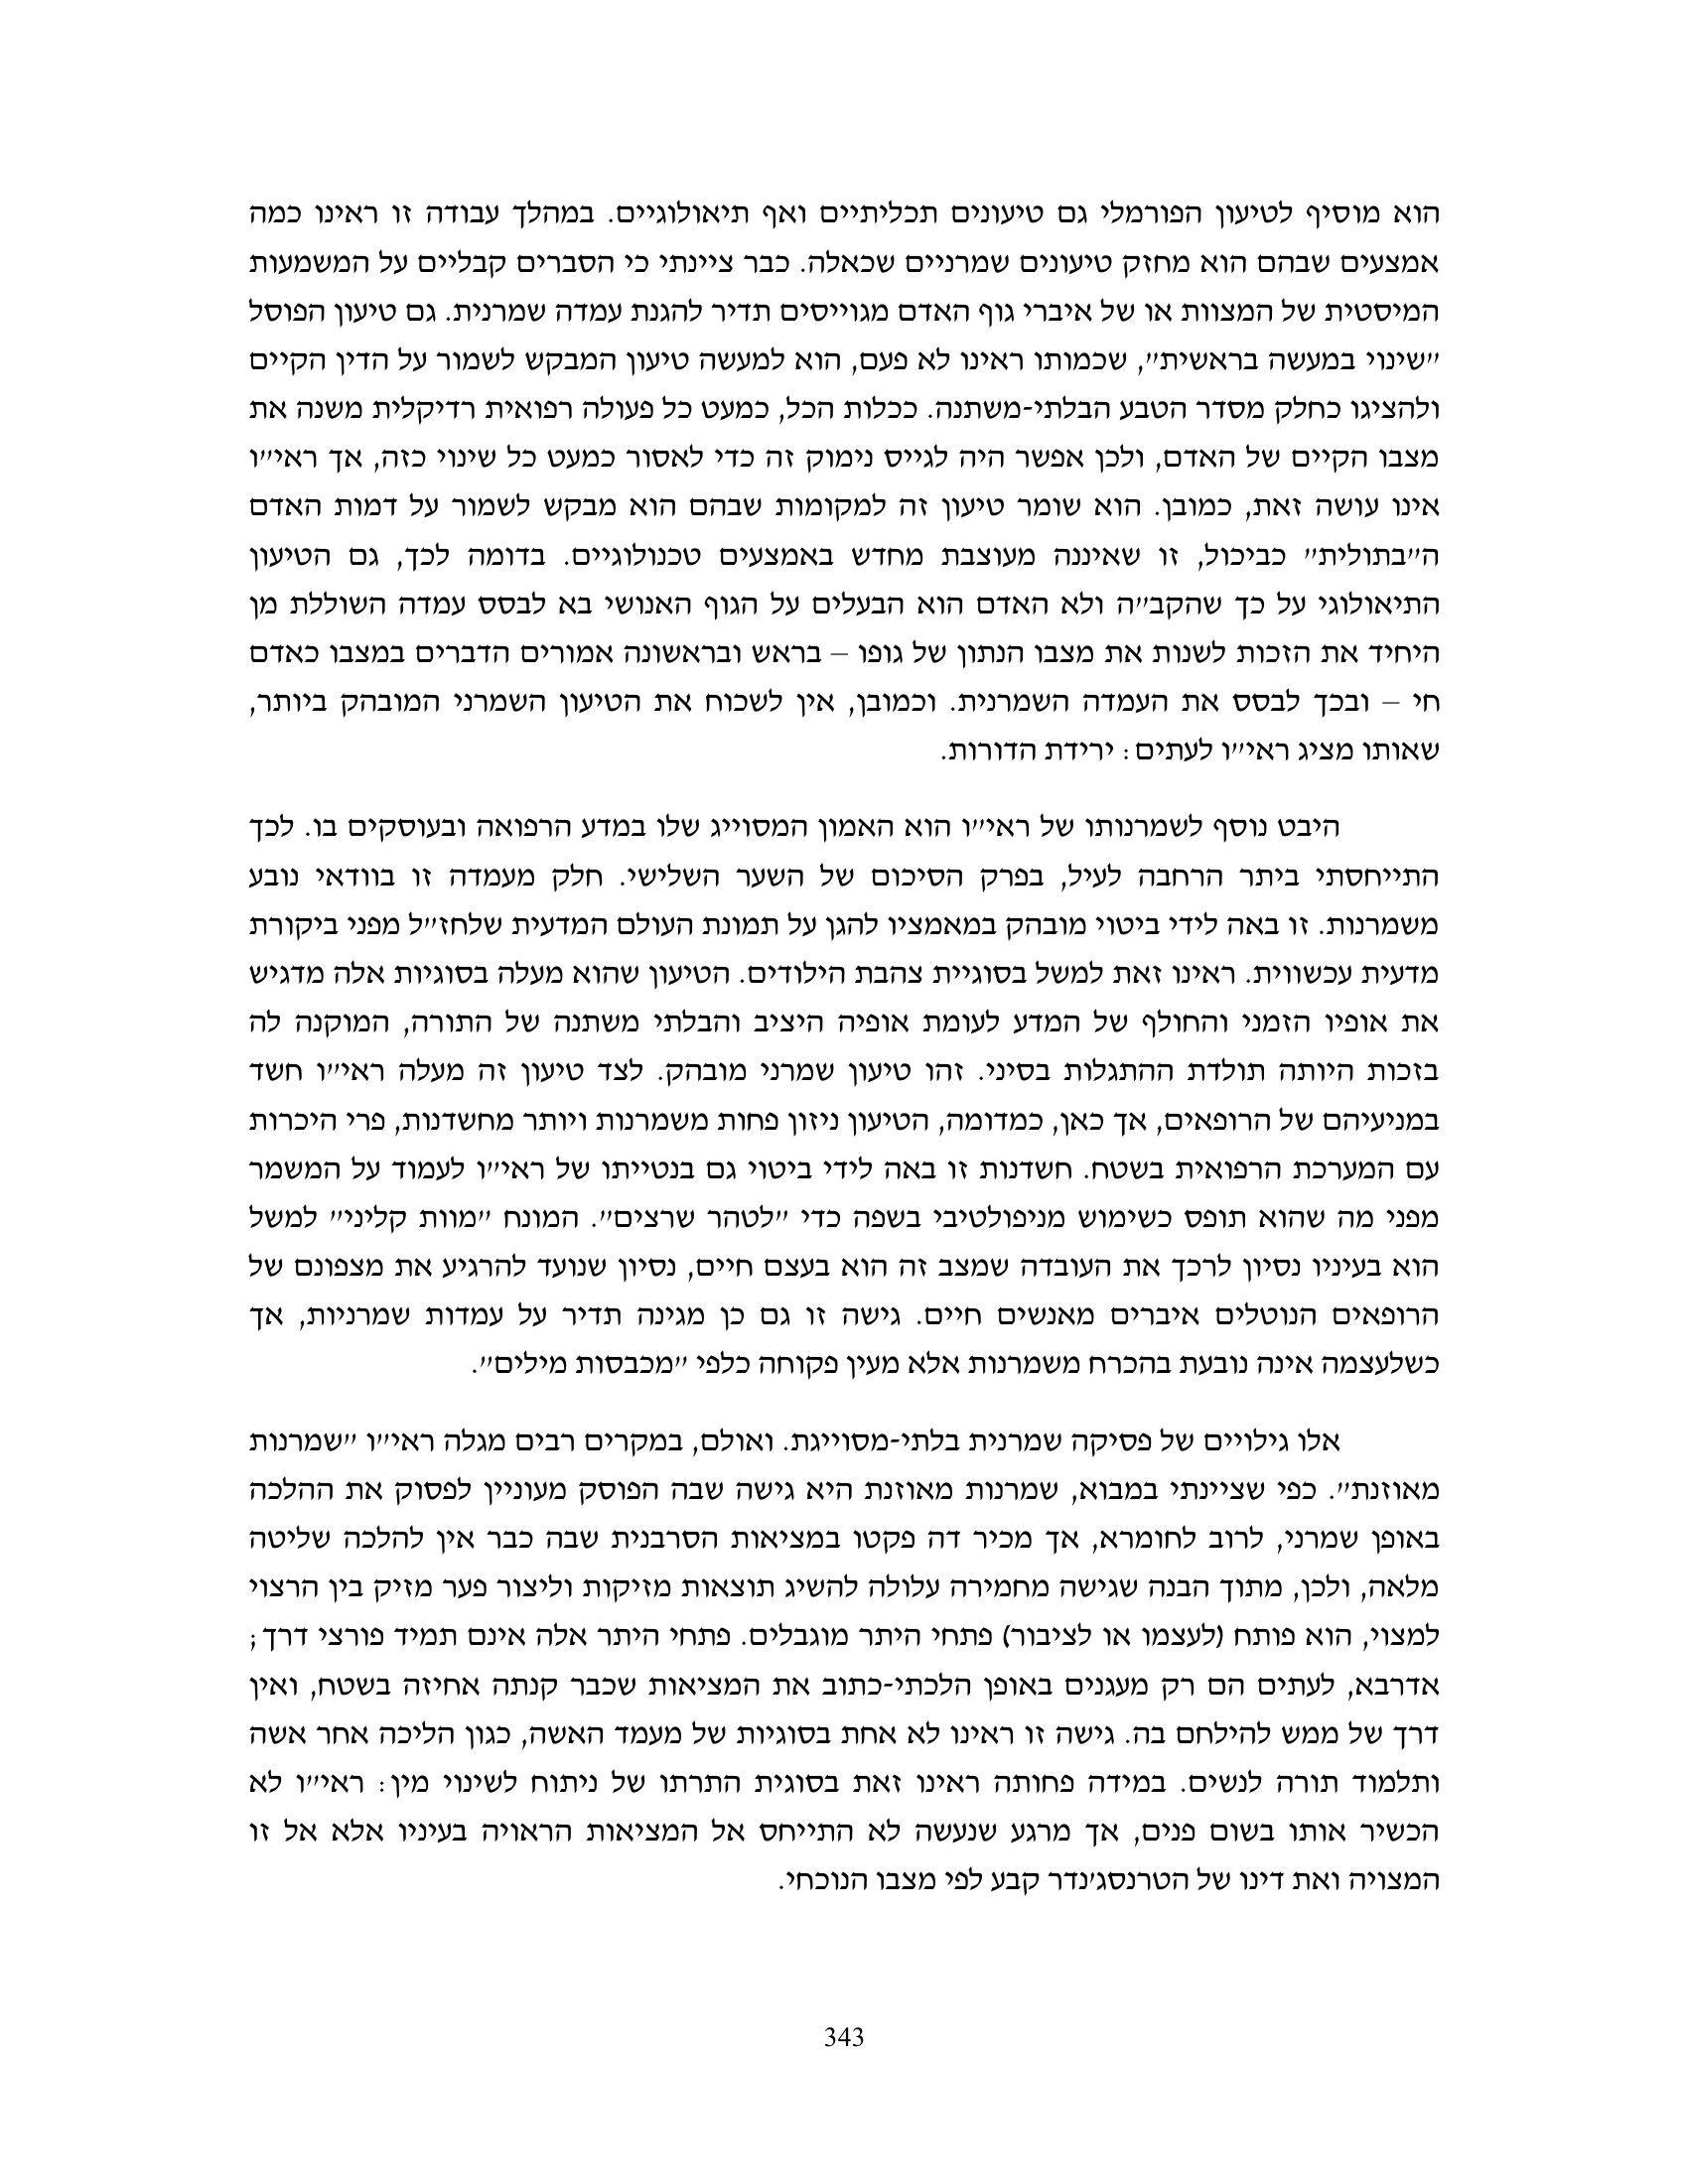 הוא מוסיף לטיעון הפורמלי גם טיעונים תכליתיים ואף תיאולוגיים. במהלך עבודה זו ראינו כמה
אמצעים שבהם הוא מחזק טיעונים שמרניים שכאלה. כבר ציינתי כי הסברים קבליים על המשמעות
המיסטית של המצוות או של איברי גוף האדם מגוייסים תדיר להגנת עמדה שמרנית. גם טיעון הפוסל
"שינוי במעשה בראשית", שכמותו ראינו לא פעם, הוא למעשה טיעון המבקש לשמור על הדין הקיים
ולהציגו כחלק מסדר הטבע הבלתי-משתנה. ככלות הכל, כמעט כל פעולה רפואית רדיקלית משנה את
מצבו הקיים של האדם, ולכן אפשר היה לגייס נימוק זה כדי לאסור כמעט כל שינוי כזה, אך ראי"ו
אינו עושה זאת, כמובן. הוא שומר טיעון זה למקומות שבהם הוא מבקש לשמור על דמות האדם
ה"בתולית" כביכול, זו שאיננה מעוצבת מחדש באמצעים טכנולוגיים. בדומה לכך, גם הטיעון
התיאולוגי על כך שהקב"ה ולא האדם הוא הבעלים על הגוף האנושי בא לבסס עמדה השוללת מן
היחיד את הזכות לשנות את מצבו הנתון של גופו – בראש ובראשונה אמורים הדברים במצבו כאדם
חי – ובכך לבסס את העמדה השמרנית. וכמובן, אין לשכוח את הטיעון השמרני המובהק ביותר,
שאותו מציג ראי"ו לעתים: ירידת הדורות.
היבט נוסף לשמרנותו של ראי"ו הוא האמון המסוייג שלו במדע הרפואה ובעוסקים בו. לכך
התייחסתי ביתר הרחבה לעיל, בפרק הסיכום של השער השלישי. חלק מעמדה זו בוודאי נובע
משמרנות. זו באה לידי ביטוי מובהק במאמציו להגן על תמונת העולם המדעית שלחז"ל מפני ביקורת
מדעית עכשווית. ראינו זאת למשל בסוגיית צהבת הילודים. הטיעון שהוא מעלה בסוגיות אלה מדגיש
את אופיו הזמני והחולף של המדע לעומת אופיה היציב והבלתי משתנה של התורה, המוקנה לה
בזכות היותה תולדת ההתגלות בסיני. זהו טיעון שמרני מובהק. לצד טיעון זה מעלה ראי"ו חשד
במניעיהם של הרופאים, אך כאן, כמדומה, הטיעון ניזון פחות משמרנות ויותר מחשדנות, פרי היכרות
עם המערכת הרפואית בשטח. חשדנות זו באה לידי ביטוי גם בנטייתו של ראי"ו לעמוד על המשמר
מפני מה שהוא תופס כשימוש מניפולטיבי בשפה כדי "לטהר שרצים". המונח "מוות קליני" למשל
הוא בעיניו נסיון לרכך את העובדה שמצב זה הוא בעצם חיים, נסיון שנועד להרגיע את מצפונם של
הרופאים הנוטלים איברים מאנשים חיים. גישה זו גם כן מגינה תדיר על עמדות שמרניות, אך
כשלעצמה אינה נובעת בהכרח משמרנות אלא מעין פקוחה כלפי "מכבסות מילים".
אלו גילויים של פסיקה שמרנית בלתי-מסוייגת. ואולם, במקרים רבים מגלה ראי"ו "שמרנות
מאוזנת". כפי שציינתי במבוא, שמרנות מאוזנת היא גישה שבה הפוסק מעוניין לפסוק את ההלכה
באופן שמרני, לרוב לחומרא, אך מכיר דה פקטו במציאות הסרבנית שבה כבר אין להלכה שליטה
מלאה, ולכן, מתוך הבנה שגישה מחמירה עלולה להשיג תוצאות מזיקות וליצור פער מזיק בין הרצוי
למצוי, הוא פותח (לעצמו או לציבור) פתחי היתר מוגבלים. פתחי היתר אלה אינם תמיד פורצי דרך;
אדרבא, לעתים הם רק מעגנים באופן הלכתי-כתוב את המציאות שכבר קנתה אחיזה בשטח, ואין
דרך של ממש להילחם בה. גישה זו ראינו לא אחת בסוגיות של מעמד האשה, כגון הליכה אחר אשה
ותלמוד תורה לנשים. במידה פחותה ראינו זאת בסוגית התרתו של ניתוח לשינוי מין: ראי"ו לא
הכשיר אותו בשום פנים, אך מרגע שנעשה לא התייחס אל המציאות הראויה בעיניו אלא אל זו
המצויה ואת דינו של הטרנסג'נדר קבע לפי מצבו הנוכחי.
343